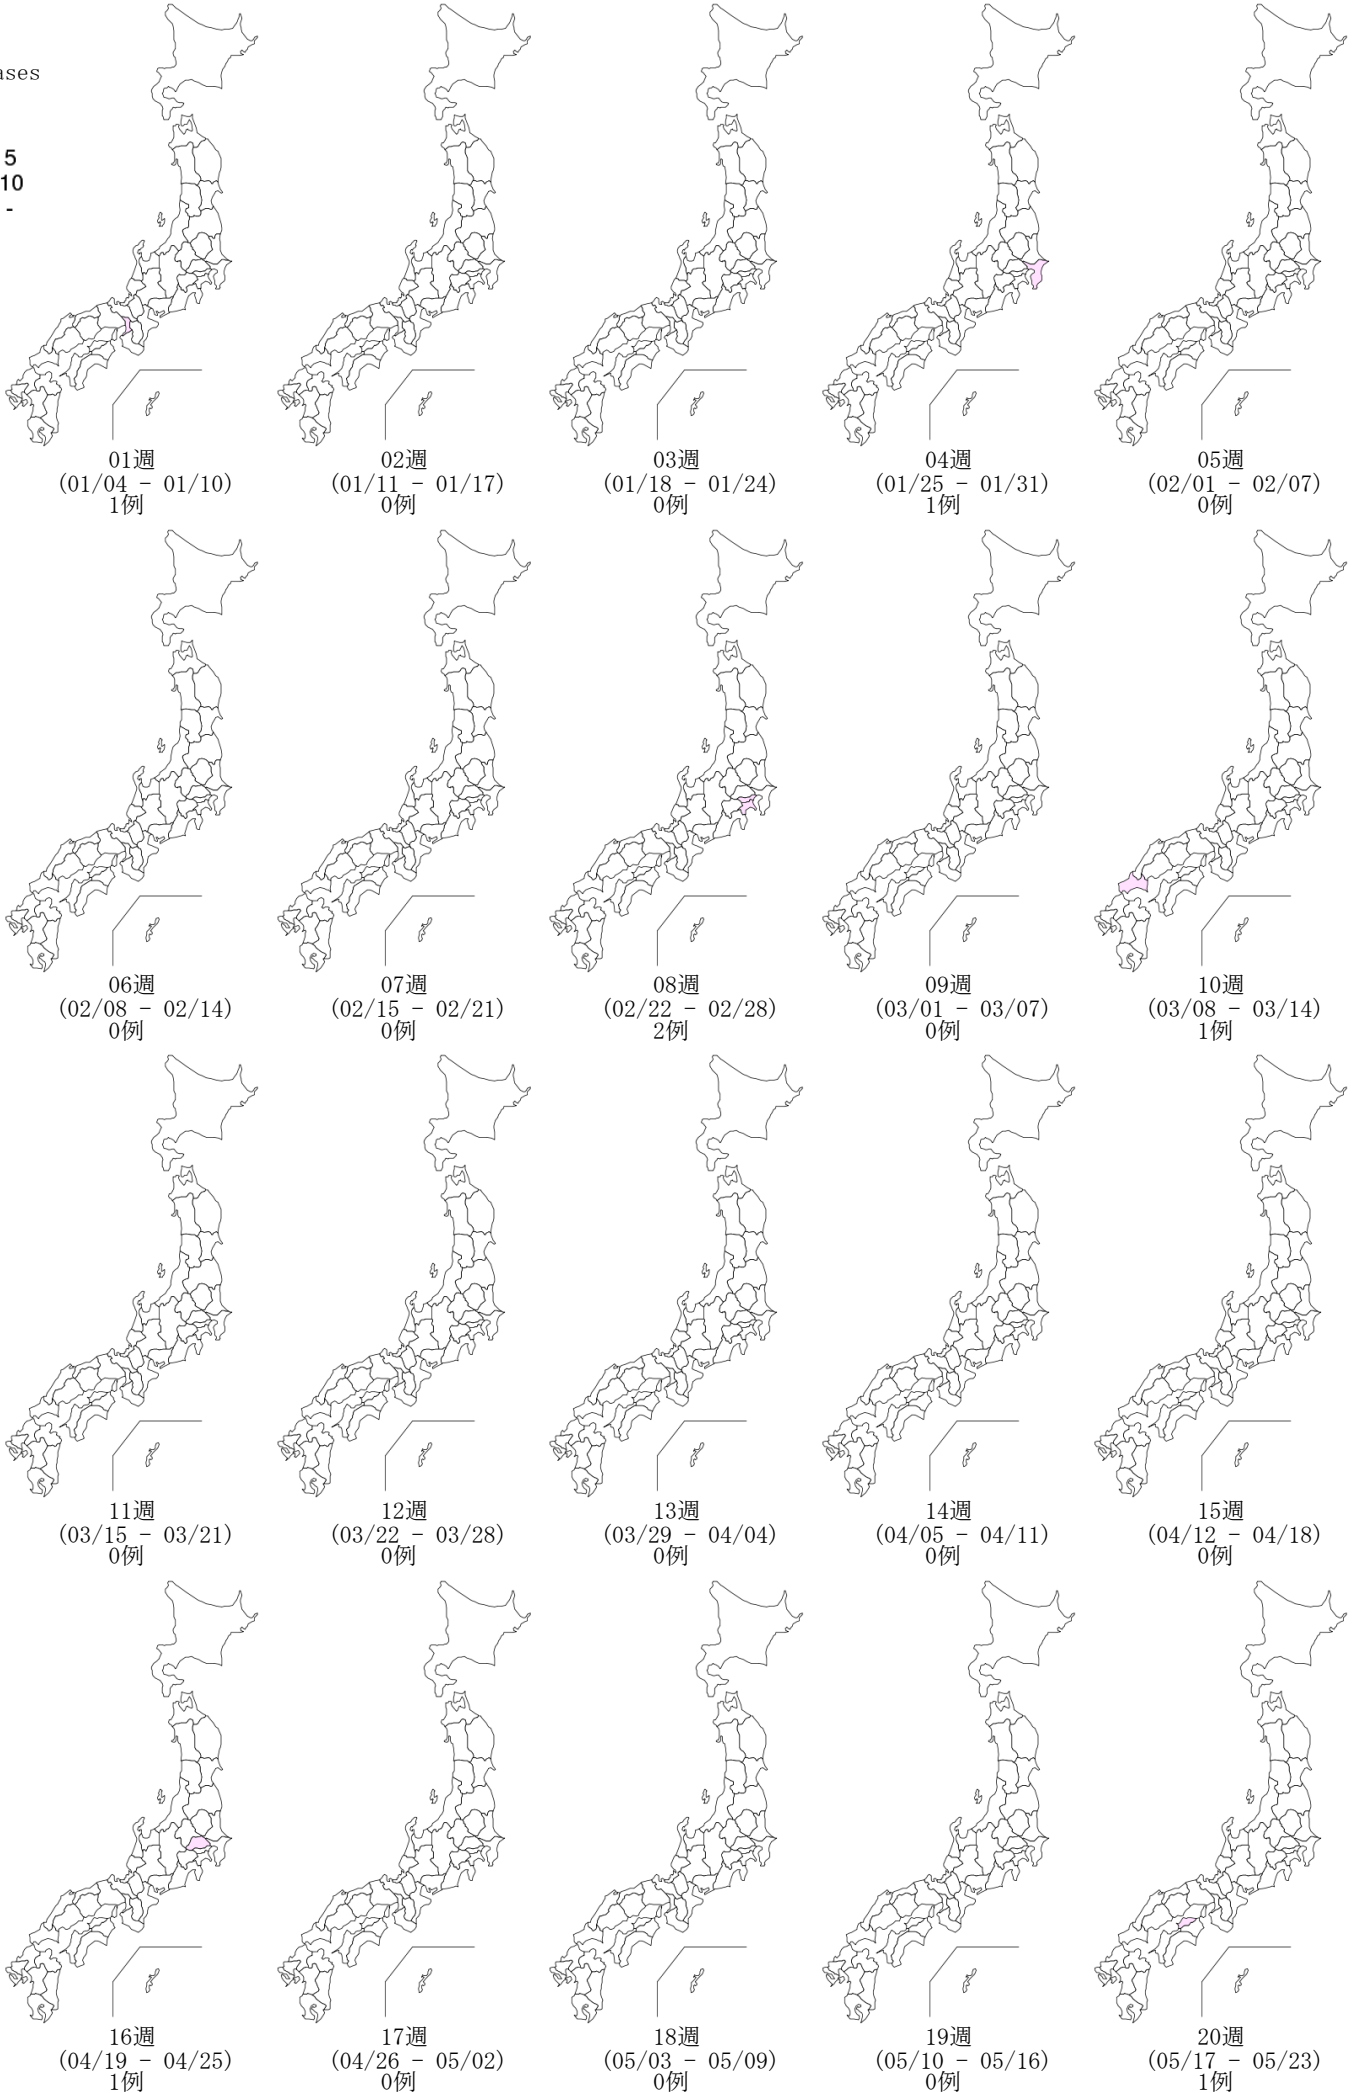 ases
5
10
-
01週
(01/04 - 01/10)
1例
02週
(01/11 - 01/17)
0例
03週
(01/18 - 01/24)
0例
04週
(01/25 - 01/31)
1例
05週
(02/01 - 02/07)
0例
06週
(02/08 - 02/14)
0例
07週
(02/15 - 02/21)
0例
08週
(02/22 - 02/28)
2例
09週
(03/01 - 03/07)
0例
10週
(03/08 - 03/14)
1例
11週
(03/15 - 03/21)
0例
12週
(03/22 - 03/28)
0例
13週
(03/29 - 04/04)
0例
14週
(04/05 - 04/11)
0例
15週
(04/12 - 04/18)
0例
16週
(04/19 - 04/25)
1例
17週
(04/26 - 05/02)
0例
18週
(05/03 - 05/09)
0例
19週
(05/10 - 05/16)
0例
20週
(05/17 - 05/23)
1例